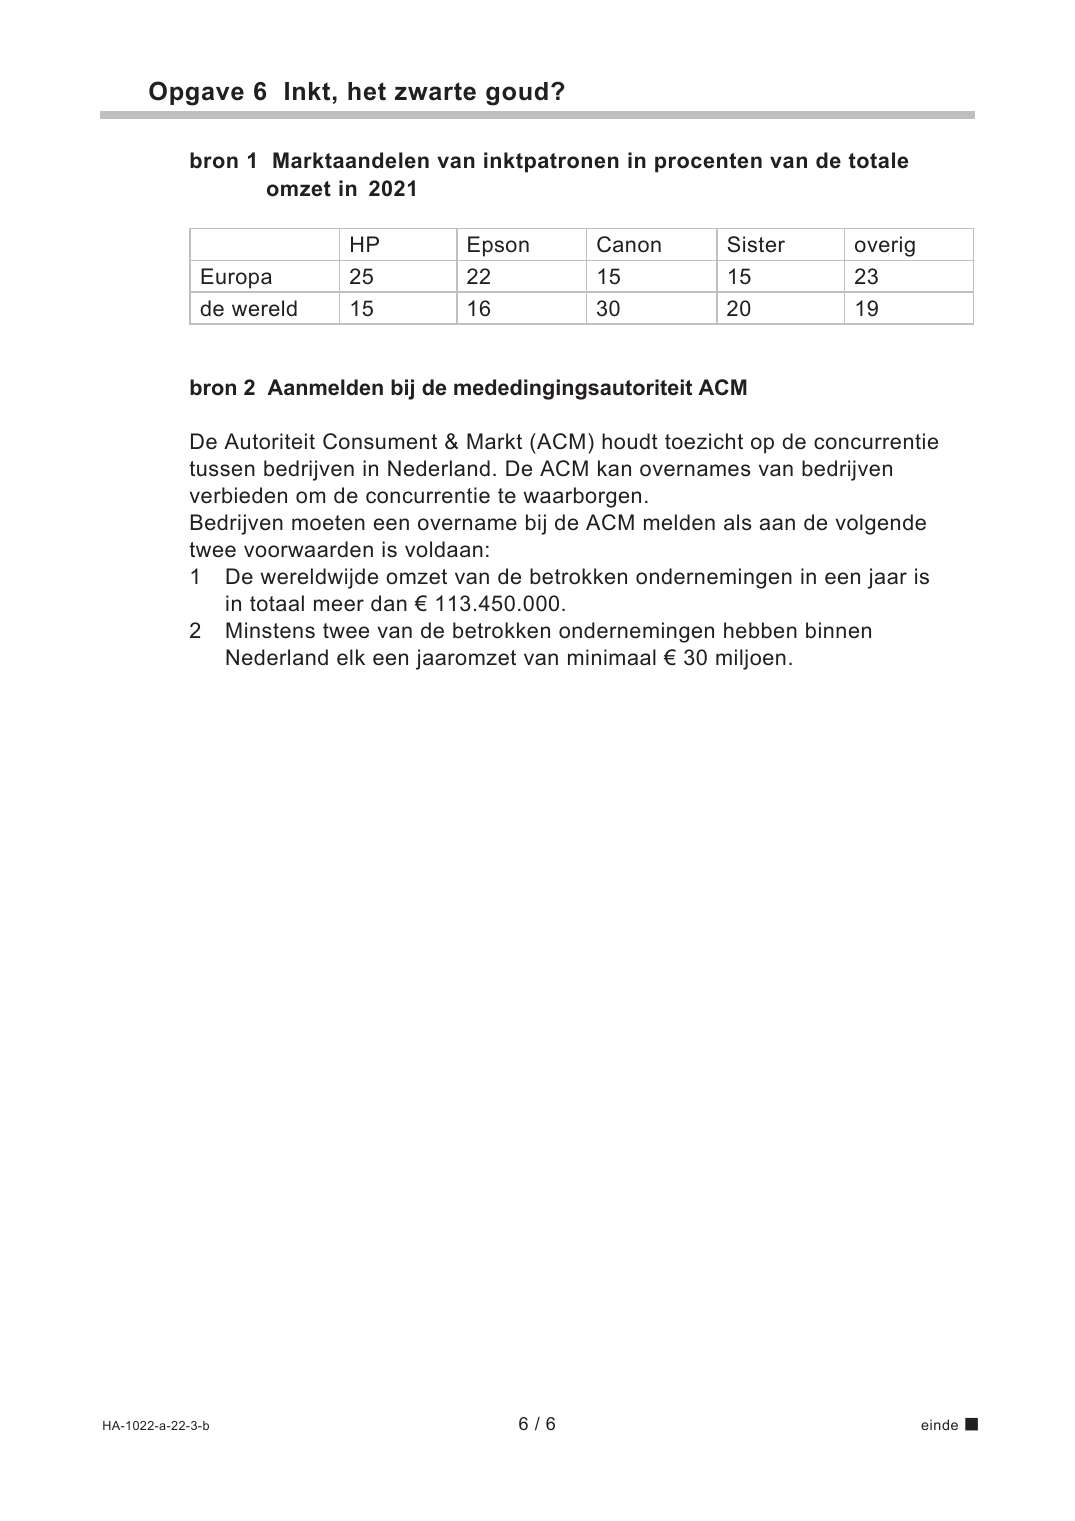 Opgave 6 Inkt, het zwarte goud?
bron 1 Marktaandelen van inktpatronen in procenten van de totale
omzet in 2021
HP Epson Canon Sister overig
Europa 25 22 15 15 23
de wereld 15 16 30 20 19
bron 2 Aanmelden bij de mededingingsautoriteit ACM
De Autoriteit Consument & Markt (ACM) houdt toezicht op de concurrentie
tussen bedrijven in Nederland. De ACM kan overnames van bedrijven
verbieden om de concurrentie te waarborgen.
Bedrijven moeten een overname bij de ACM melden als aan de volgende
twee voorwaarden is voldaan:
1 De wereldwijde omzet van de betrokken ondernemingen in een jaar is
in totaal meer dan € 113.450.000.
2 Minstens twee van de betrokken ondernemingen hebben binnen
Nederland elk een jaaromzet van minimaal € 30 miljoen.
HA-1022-a-22-3-b 6 / 6 einde ■